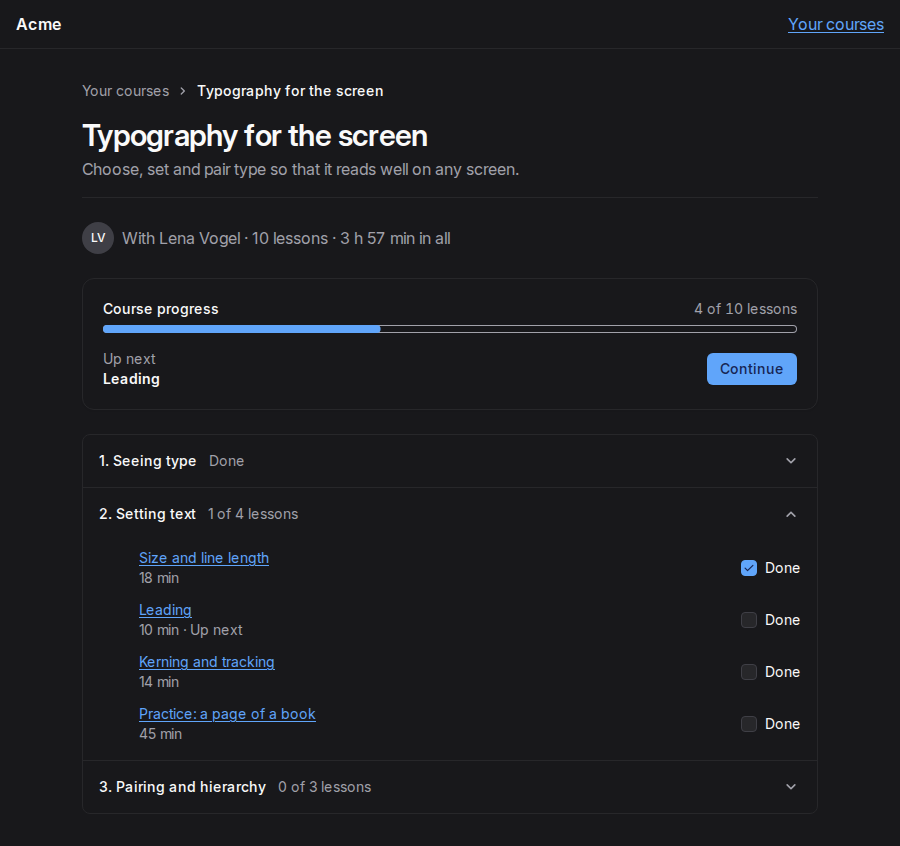 Acme
Your courses
Your courses
Typography for the screen
Typography for the screen
Choose, set and pair type so that it reads well on any screen.
LV
With Lena Vogel · 10 lessons · 3 h 57 min in all
Course progress
4 of 10 lessons
Up next
Leading
Continue
1. Seeing type Done
2. Setting text 1 of 4 lessons
Size and line length
18 min
Done
Leading
10 min · Up next
Done
Kerning and tracking
14 min
Done
Practice: a page of a book
45 min
Done
3. Pairing and hierarchy 0 of 3 lessons